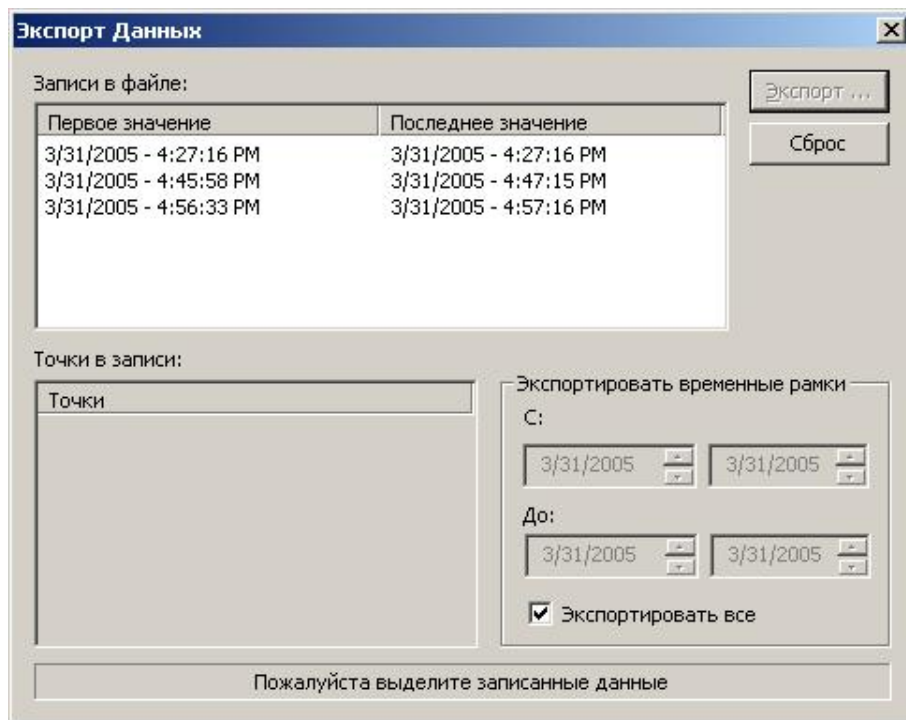 Экспорт Данных
Записи в файле:
Экспорт ...
Первое значение Последнее значение
Сброс
3/31/2005 - 4:27:16 PM 3/31/2005 - 4:27:16 PM
3/31/2005 - 4:45:58 PM 3/31/2005 - 4:47:15 PM
3/31/2005 - 4:56:33 PM 3/31/2005 - 4:57:16 PM
Точки в записи:
Точки
Экспортировать временные рамки
С:
3/31/2005 3/31/2005
До:
3/31/2005 3/31/2005
Экспортировать все
Пожалуйста выделите записанные данные